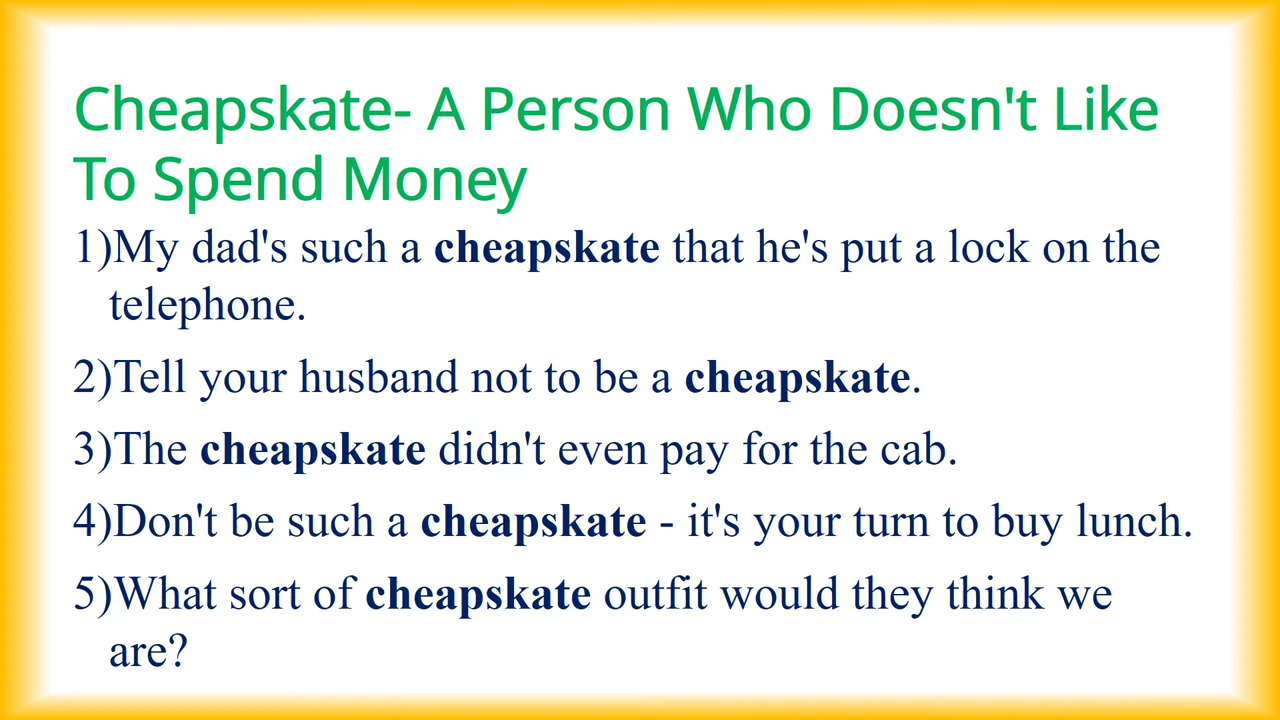 Cheapskate- A Person Who Doesn't Like
To Spend Money
1)My dad's such a cheapskate that he's put a lock on the
telephone.
2)Tell your husband not to be a cheapskate.
3)The cheapskate didn't even pay for the cab.
4)Don't be such a cheapskate - it's your turn to buy lunch.
5)What sort of cheapskate outfit would they think we
are?